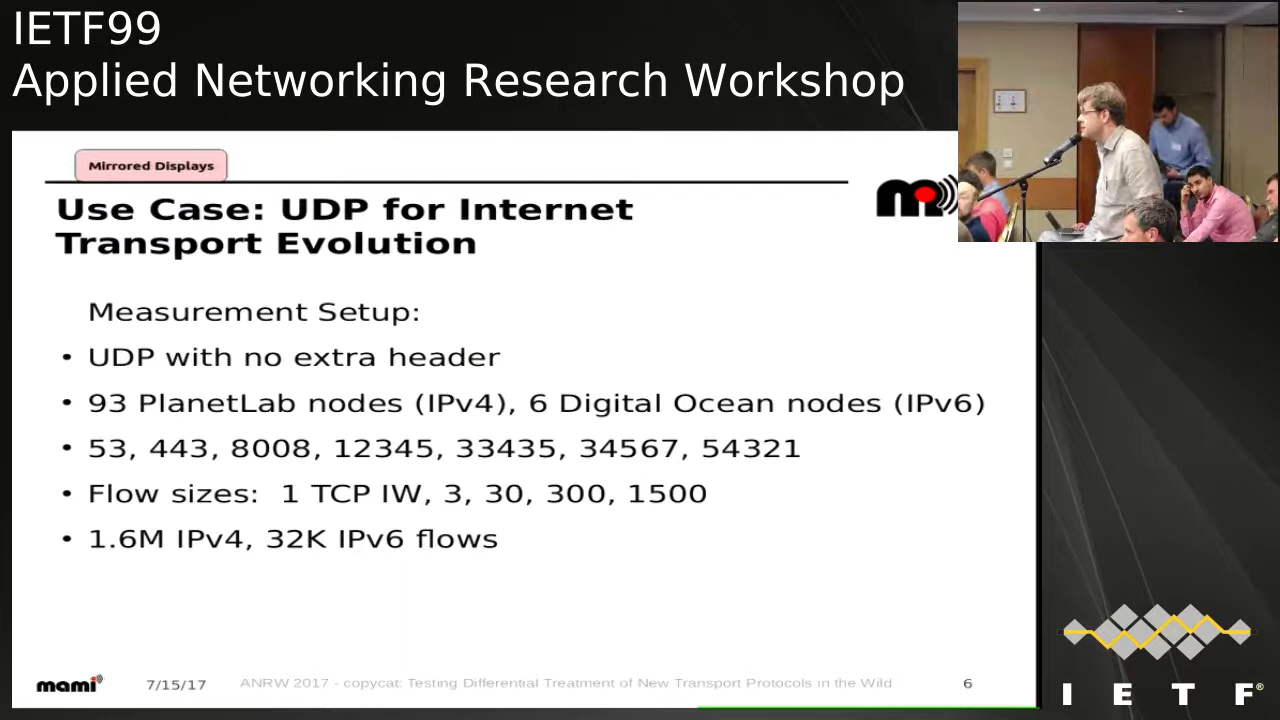 IETF99
Applied Networking Research Workshop
Mirrored Displays
Use Case: UDP for Internet
Transport Evolution
Measurement Setup:
• UDP with no extra header
• 93 PlanetLab nodes (IPv4), 6 Digital Ocean nodes (IPv6)
• 53, 443, 8008, 12345, 33435, 34567, 54321
• Flow sizes: 1 TCP IW, 3, 30, 300, 1500
• 1.6M IPv4, 32K IPv6 flows
mami 7/15/17 ANRW 2017 - copycat: Testing Differential Treatment of New Transport Protocols in the Wild 6
I E T F®